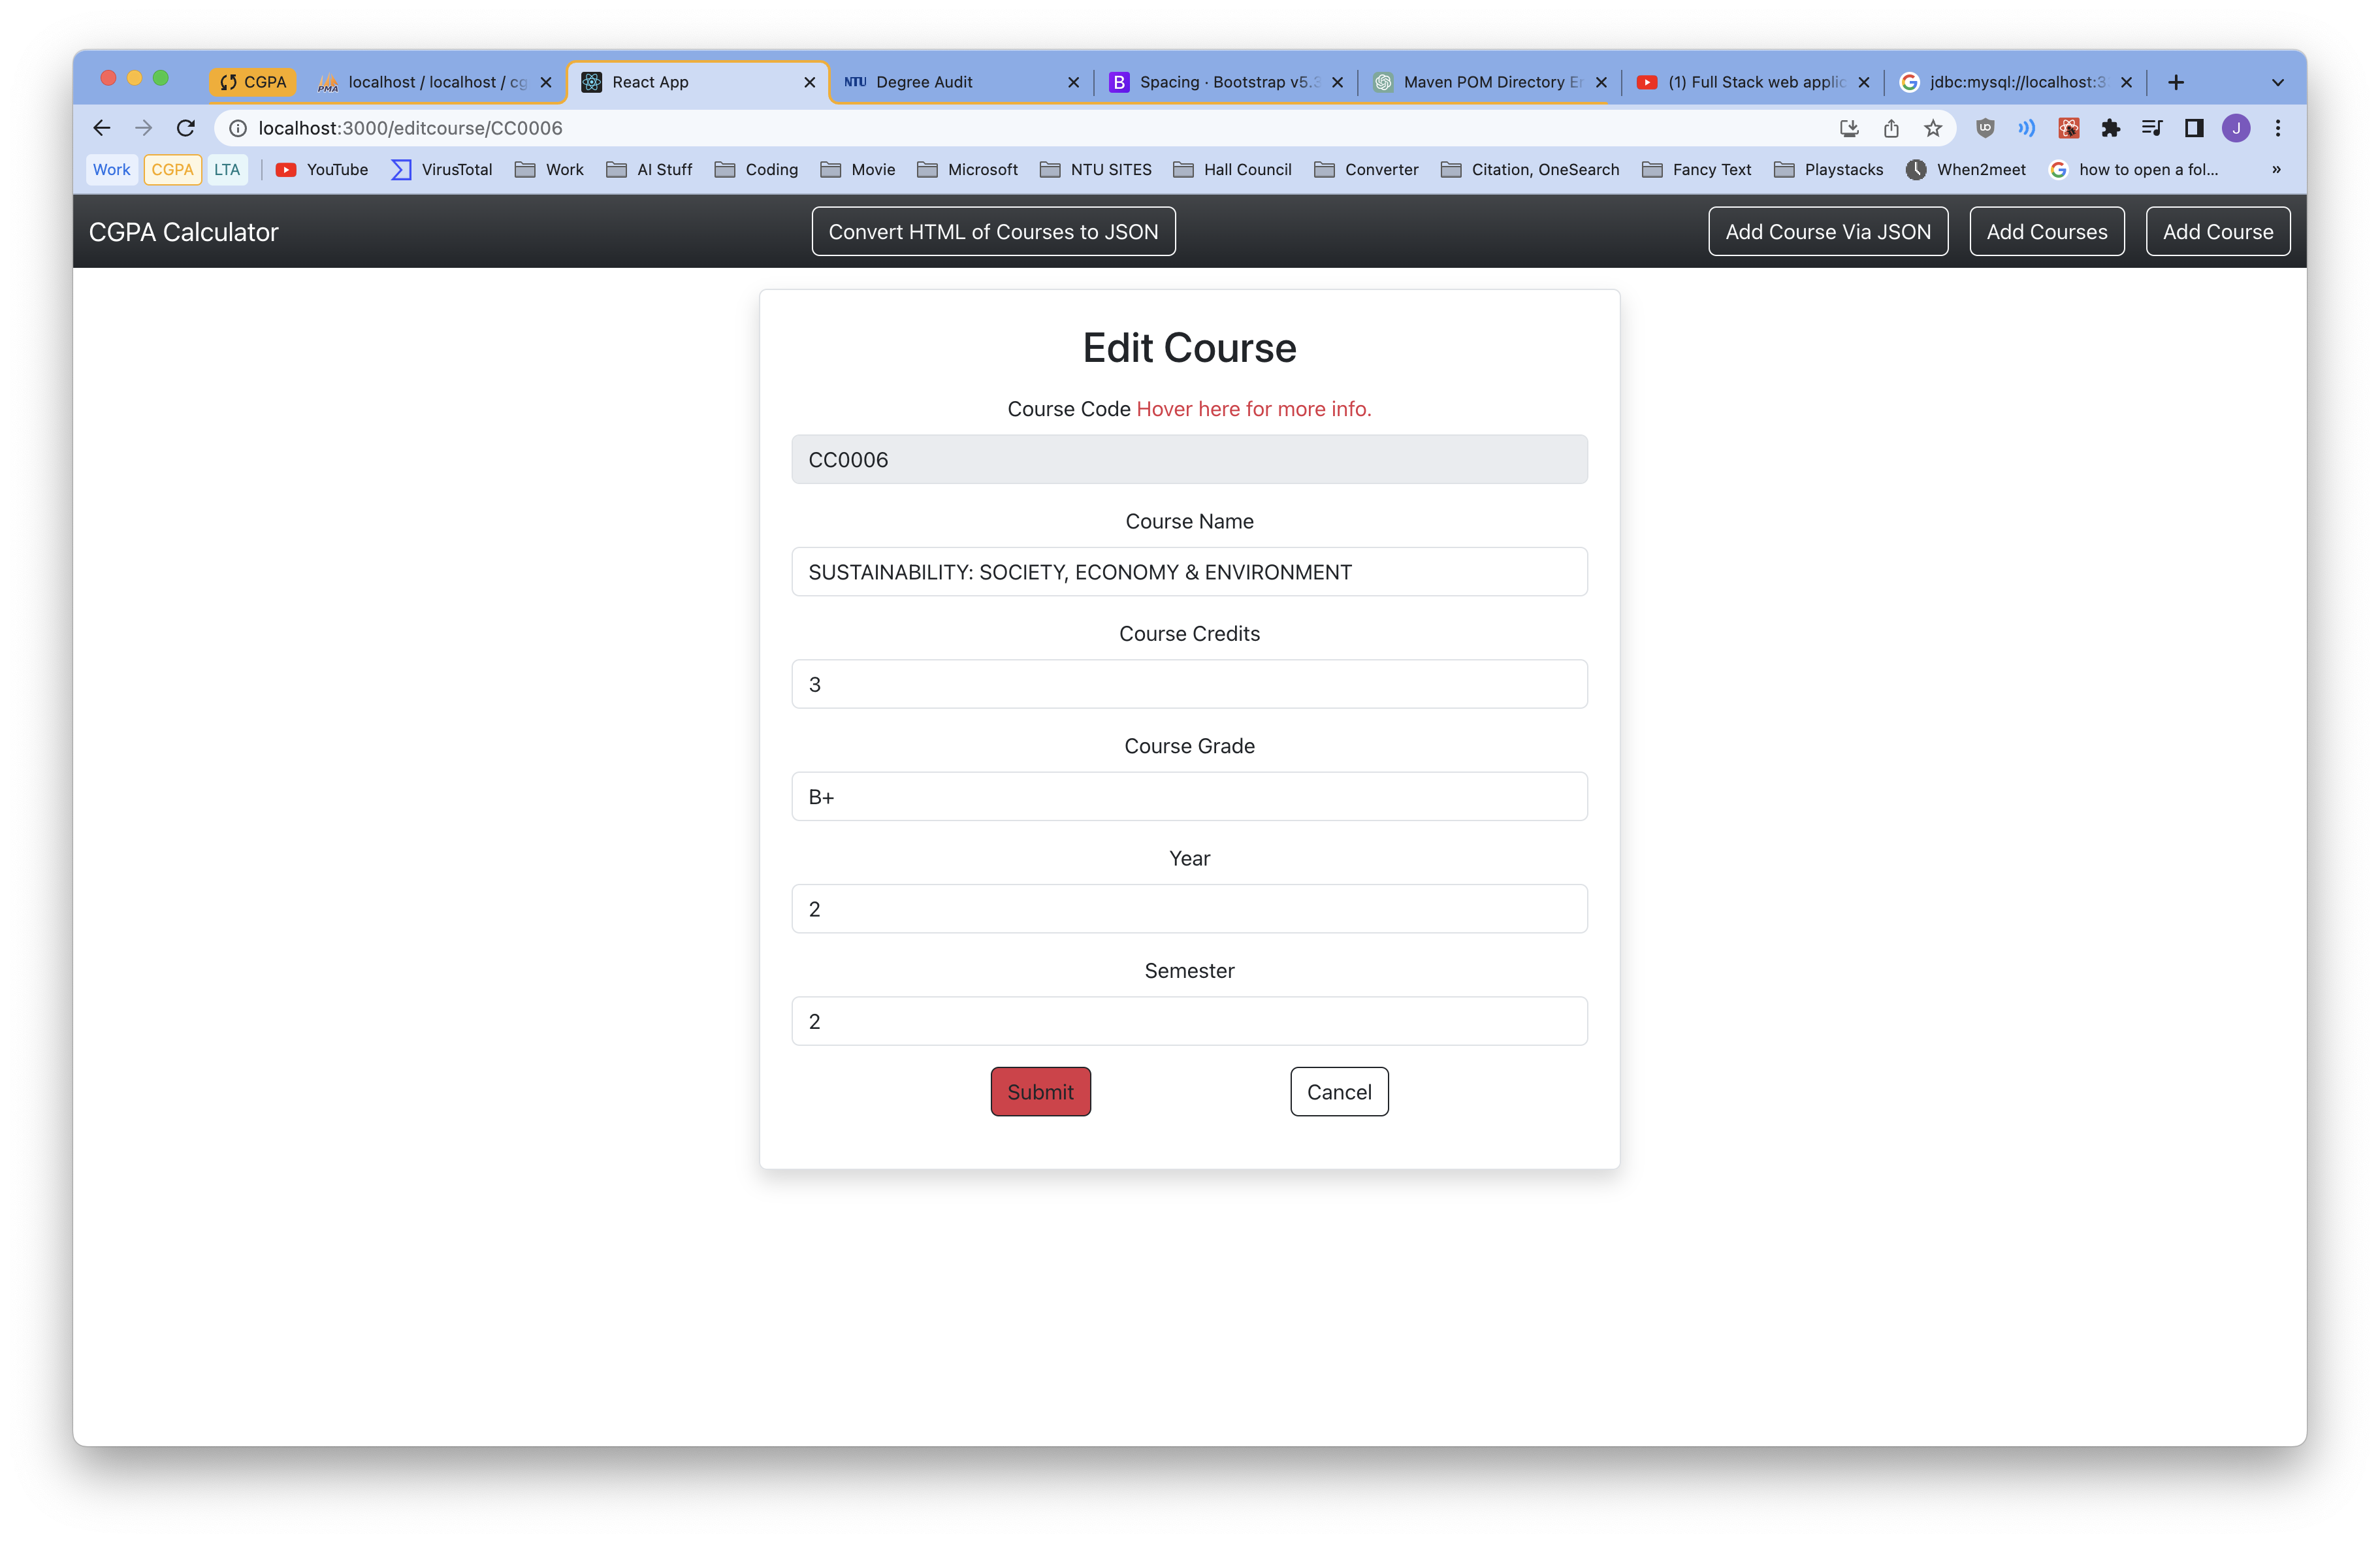 CGPA
localhost / localhost / cg
React App
NTU Degree Audit
B Spacing · Bootstrap v5.3
Maven POM Directory Er
(1) Full Stack web applic
jdbc:mysql://localhost:3
localhost:3000/editcourse/CC0006
J
Work CGPA LTA YouTube VirusTotal Work AI Stuff Coding Movie Microsoft NTU SITES Hall Council Converter Citation, OneSearch Fancy Text Playstacks When2meet how to open a fol... »
CGPA Calculator
Convert HTML of Courses to JSON
Add Course Via JSON
Add Courses
Add Course
Edit Course
Course Code Hover here for more info.
CC0006
Course Name
SUSTAINABILITY: SOCIETY, ECONOMY & ENVIRONMENT
Course Credits
3
Course Grade
B+
Year
2
Semester
2
Submit
Cancel